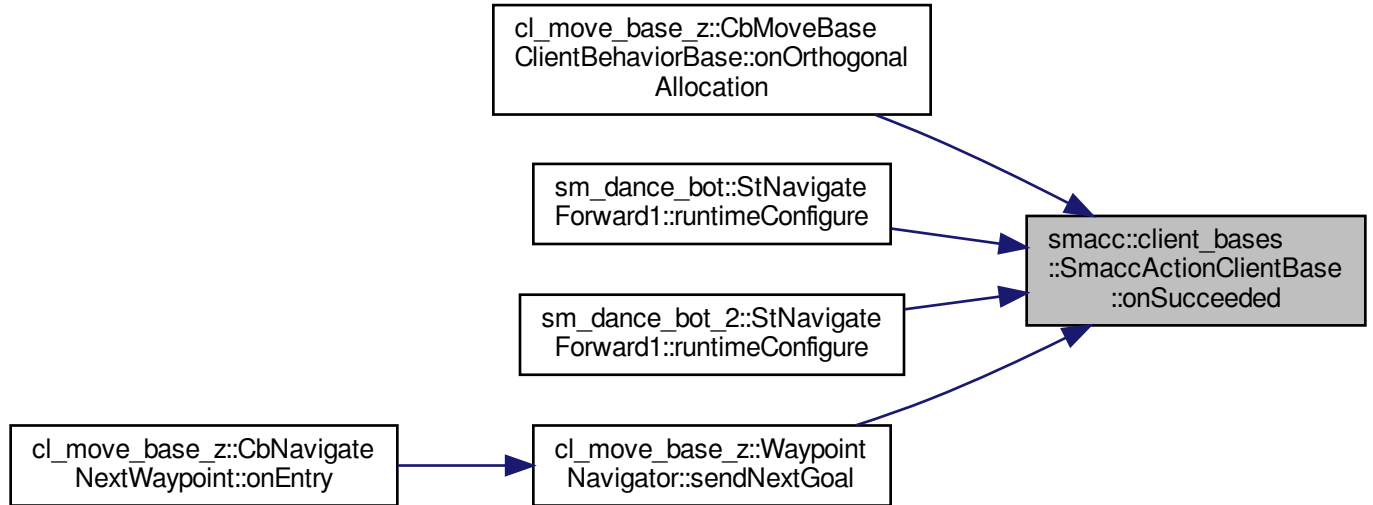 cl_move_base_z::CbMoveBase
ClientBehaviorBase::onOrthogonal
Allocation
sm_dance_bot::StNavigate
Forward1::runtimeConfigure
smacc::client_bases
::SmaccActionClientBase
::onSucceeded
sm_dance_bot_2::StNavigate
Forward1::runtimeConfigure
cl_move_base_z::CbNavigate
NextWaypoint::onEntry
cl_move_base_z::Waypoint
Navigator::sendNextGoal